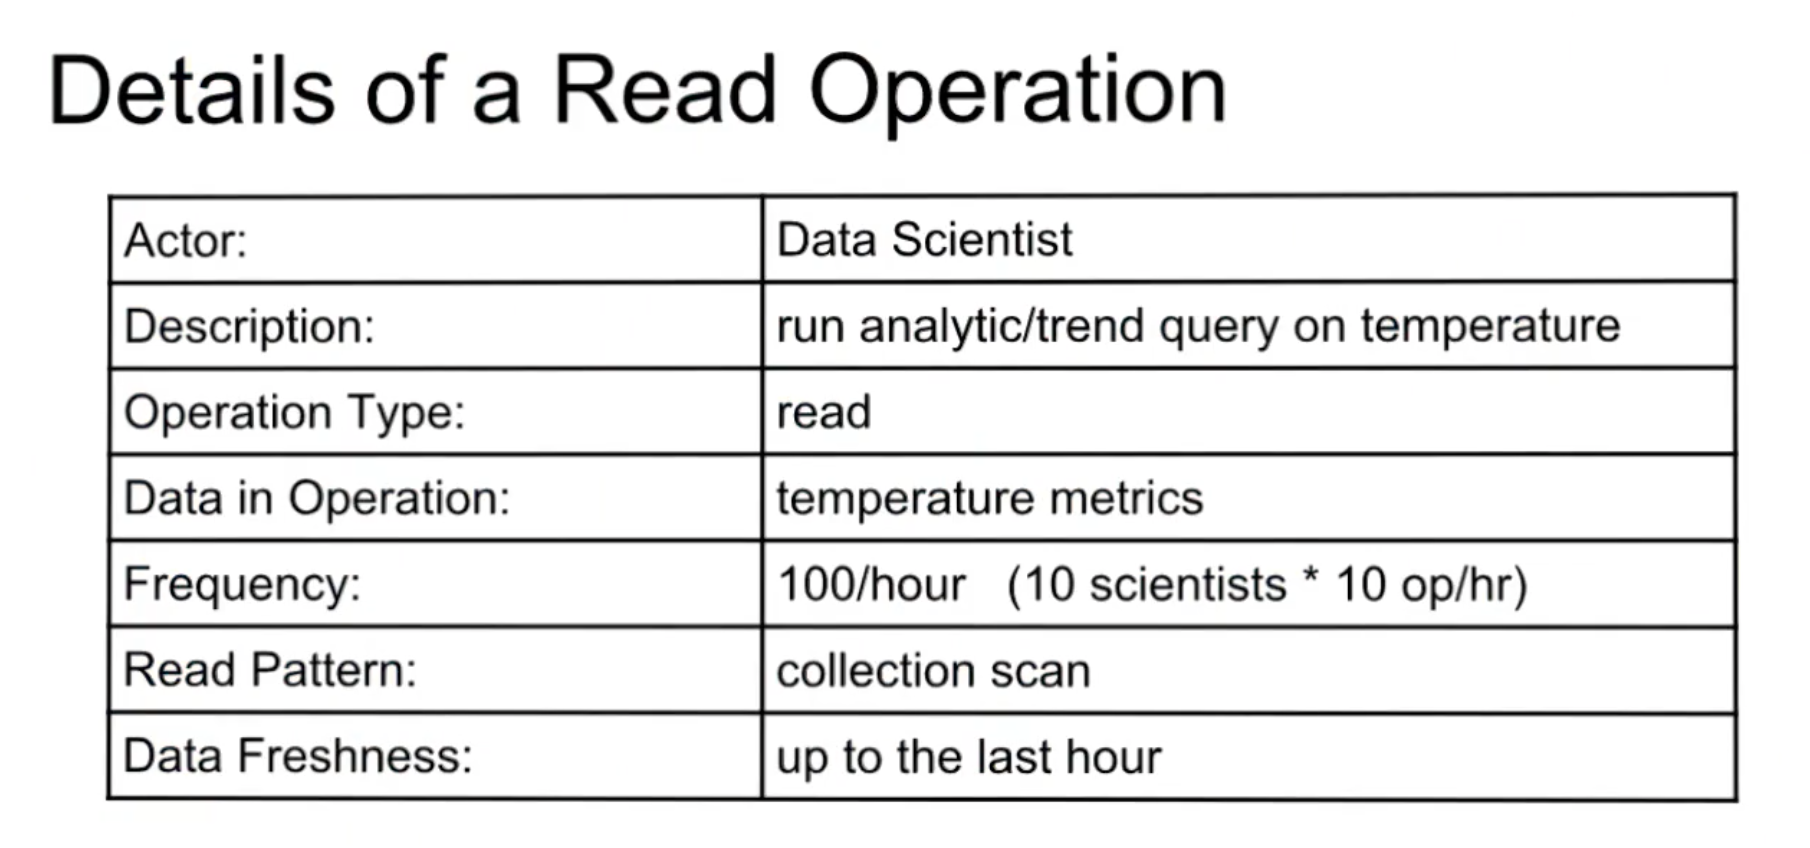 Details of a Read Operation
Actor: Data Scientist
Description: run analytic/trend query on temperature
Operation Type: read
Data in Operation: temperature metrics
Frequency: 100/hour (10 scientists * 10 op/hr)
Read Pattern: collection scan
Data Freshness: up to the last hour